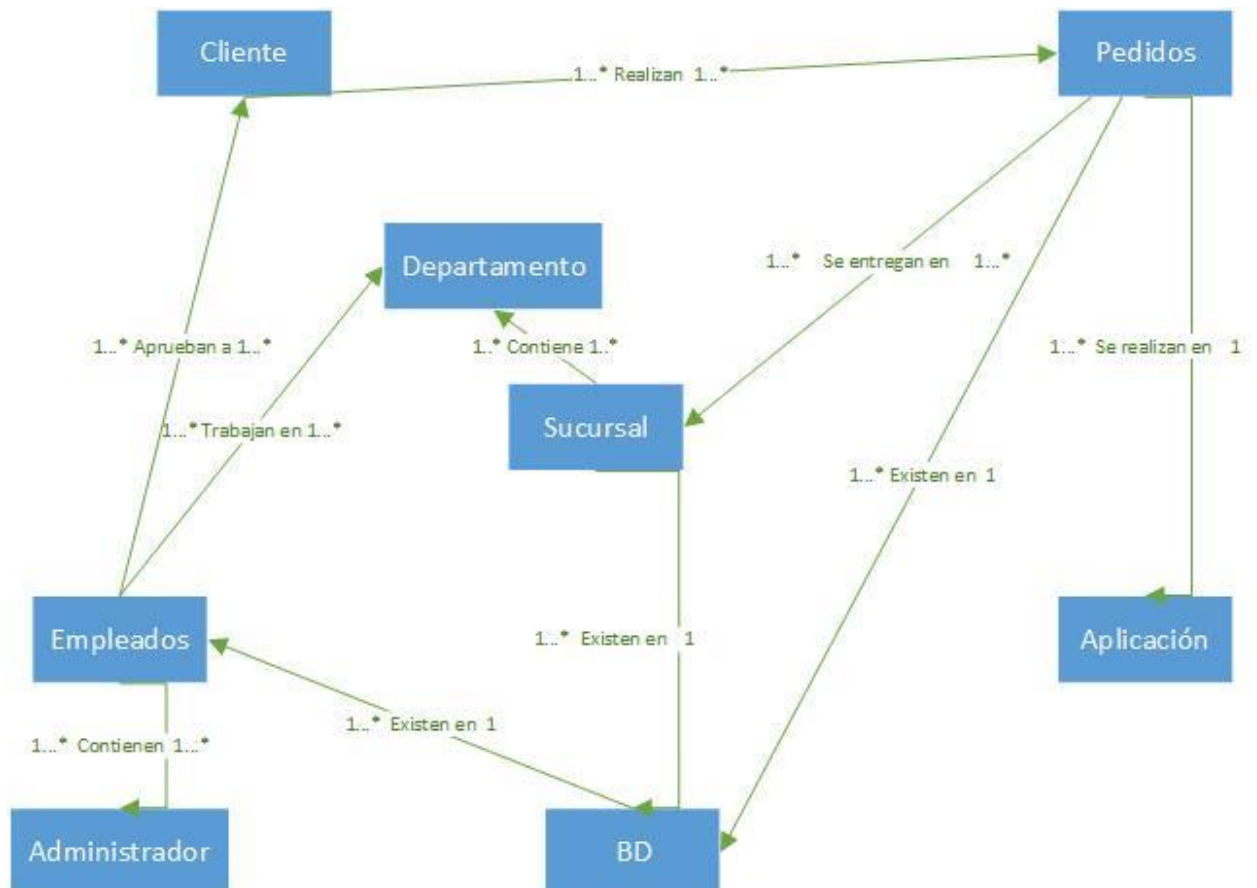 Cliente
Pedidos
1...* Realizan 1...*
Departamento
1...* Se entregan en 1...*
1...* Aprueban a 1...*
1..* Contiene 1..*
1...* Se realizan en 1
1...* Trabajan en 1...*
Sucursal
1...* Existen en 1
Empleados
1...* Existen en 1
Aplicación
1...* Existen en 1
1...* Contienen 1...*
Administrador
BD